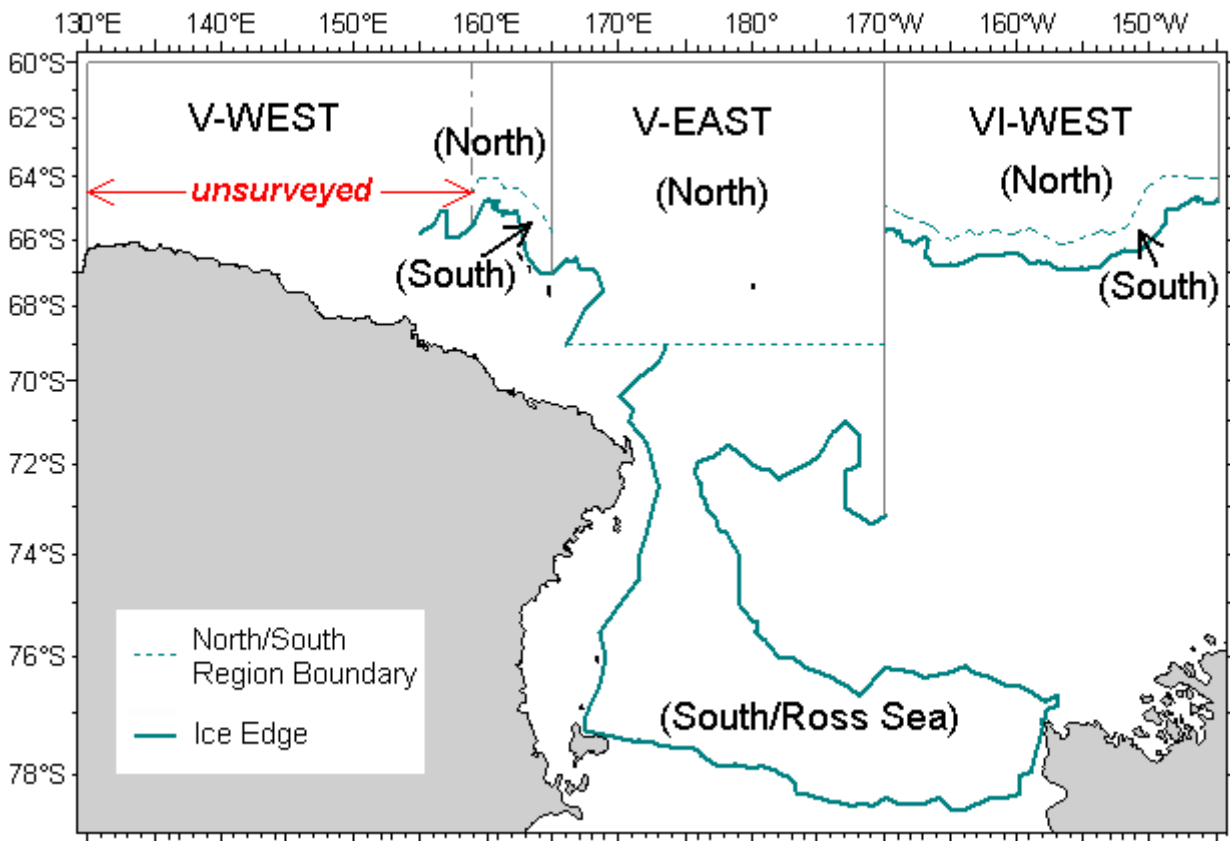 130°E 140°E 150°E 160°E 170°E 180° 170°W 160°W 150°W
60°S
62°S
64°S
66°S
68°S
70°S
72°S
74°S
76°S
78°S
V-WEST
V-EAST
VI-WEST
(North)
(North)
(North)
unsurveyed
(South)
(South)
(South/Ross Sea)
North/South
Region Boundary
Ice Edge